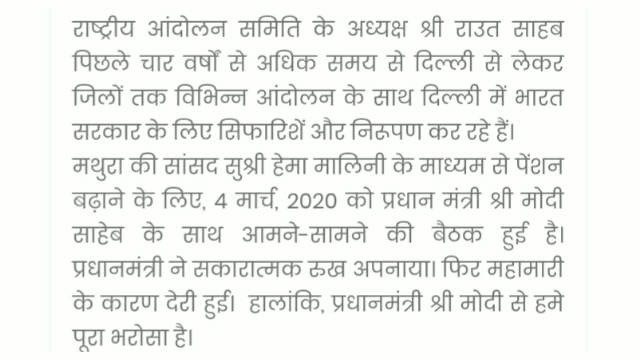 राष्ट्रीय आंदोलन समिति के अध्यक्ष श्री राउत साहब
पिछले चार वर्षों से अधिक समय से दिल्ली से लेकर
जिलों तक विभिन्न आंदोलन के साथ दिल्ली में भारत
सरकार के लिए सिफारिशें और निरूपण कर रहे हैं।
मथुरा की सांसद सुश्री हेमा मालिनी के माध्यम से पेंशन
बढ़ाने के लिए, 4 मार्च, 2020 को प्रधान मंत्री श्री मोदी
साहेब के साथ आमने-सामने की बैठक हुई है।
प्रधानमंत्री ने सकारात्मक रुख अपनाया। फिर महामारी
के कारण देरी हुई। हालांकि, प्रधानमंत्री श्री मोदी से हमे
पूरा भरोसा है।